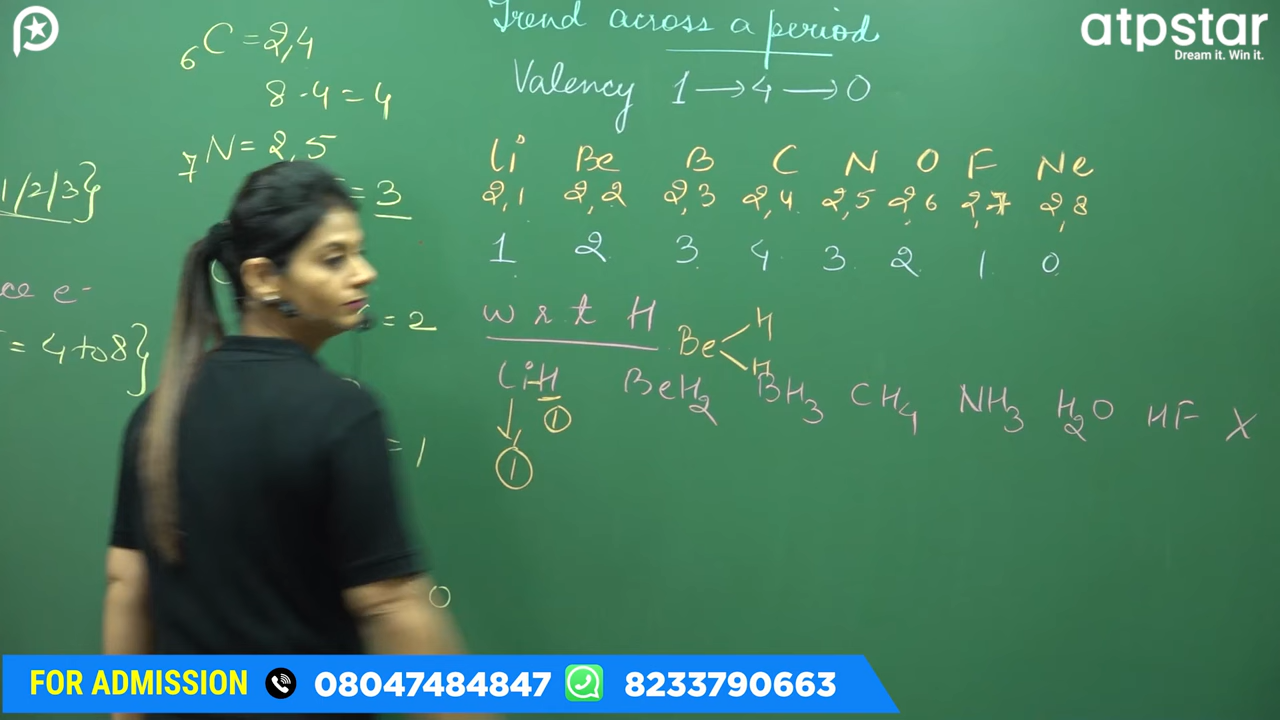 atpstar
Dream it. Win it.
Trend across a period
Valency 1 → 4 → 0
₆C = 2,4
8 - 4 = 4
₇N = 2,5
= 3
= 2
= 1
0
1/2/3}
e-
= 4 to 8}
Li Be B C N O F Ne
2,1 2,2 2,3 2,4 2,5 2,6 2,7 2,8
1 2 3 4 3 2 1 0
w r t H
Be H
H
LiH BeH₂ BH₃ CH₄ NH₃ H₂O HF X
↓ 1
1
FOR ADMISSION 08047484847 8233790663